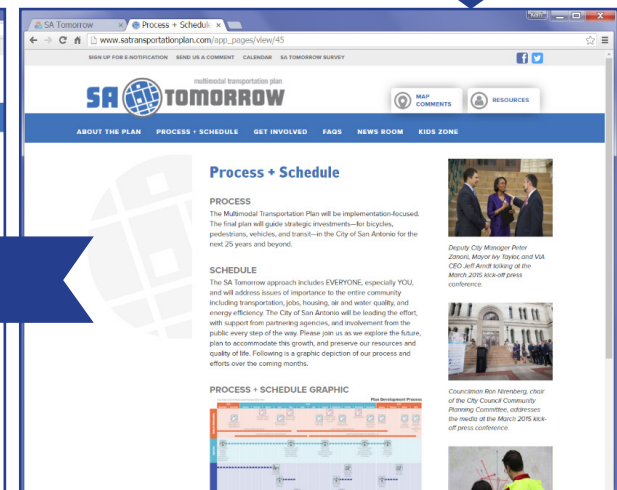 SA Tomorrow
Process + Schedule
www.satransportationplan.com/app_pages/view/45
SIGN UP FOR E-NOTIFICATION SEND US A COMMENT CALENDAR SA TOMORROW SURVEY
multimodal transportation plan
SA TOMORROW
MAP
COMMENTS
RESOURCES
ABOUT THE PLAN PROCESS + SCHEDULE GET INVOLVED FAQS NEWS ROOM KIDS ZONE
Process + Schedule
PROCESS
The Multimodal Transportation Plan will be implementation-focused.
The final plan will guide strategic investments—for bicycles,
pedestrians, vehicles, and transit—in the City of San Antonio for the
next 25 years and beyond.
SCHEDULE
The SA Tomorrow approach includes EVERYONE, especially YOU,
and will address issues of importance to the entire community
including transportation, jobs, housing, air and water quality, and
energy efficiency. The City of San Antonio will be leading the effort,
with support from partnering agencies, and involvement from the
public every step of the way. Please join us as we explore the future,
plan to accommodate this growth, and preserve our resources and
quality of life. Following is a graphic depiction of our process and
efforts over the coming months.
PROCESS + SCHEDULE GRAPHIC
Plan Development Process
Deputy City Manager Peter
Zanoni, Mayor Ivy Taylor, and VIA
CEO Jeff Arndt talking at the
March 2015 kick-off press
conference.
Councilman Ron Nirenberg, chair
of the City Council Community
Planning Committee, addresses
the media at the March 2015 kick-
off press conference.